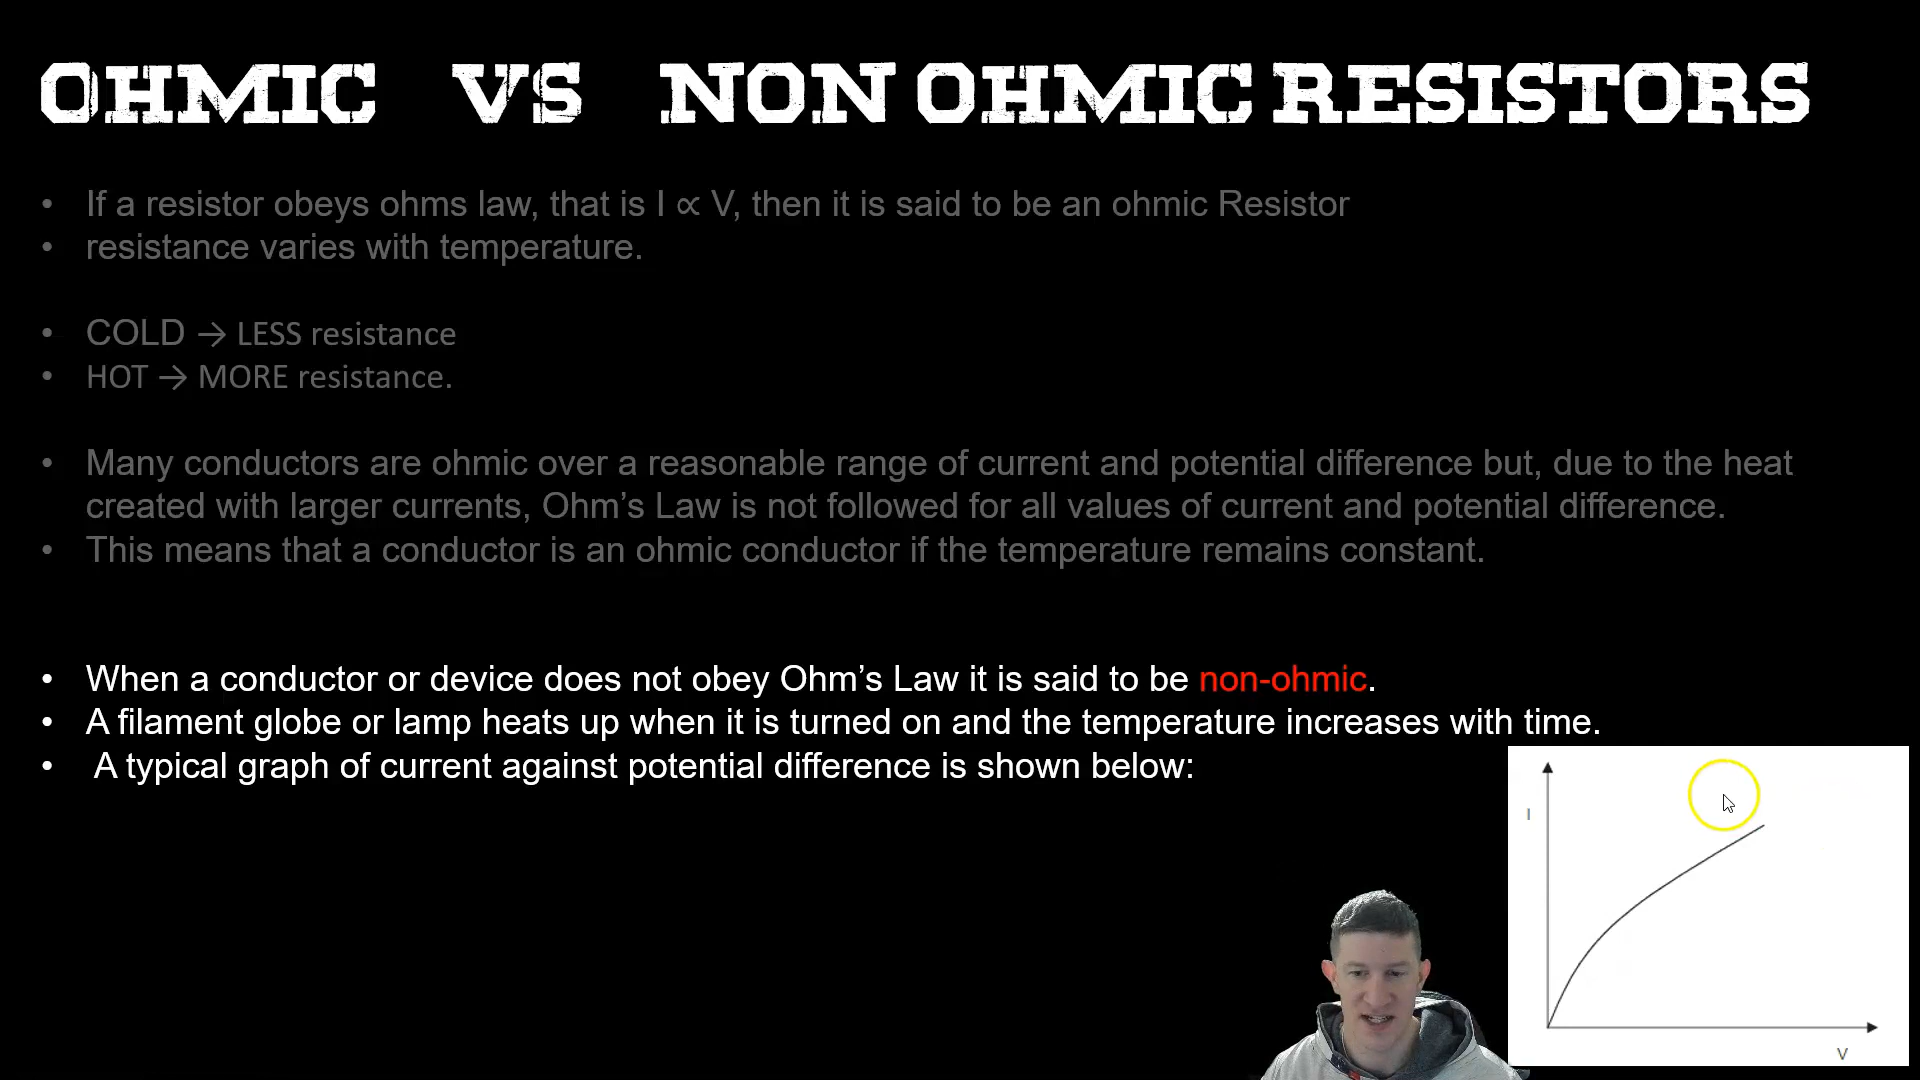 OHMIC VS NON OHMIC RESISTORS
• If a resistor obeys ohms law, that is I ∝ V, then it is said to be an ohmic Resistor
• resistance varies with temperature.
• COLD → LESS resistance
• HOT → MORE resistance.
• Many conductors are ohmic over a reasonable range of current and potential difference but, due to the heat
created with larger currents, Ohm’s Law is not followed for all values of current and potential difference.
• This means that a conductor is an ohmic conductor if the temperature remains constant.
• When a conductor or device does not obey Ohm’s Law it is said to be non-ohmic.
• A filament globe or lamp heats up when it is turned on and the temperature increases with time.
• A typical graph of current against potential difference is shown below:
I
V